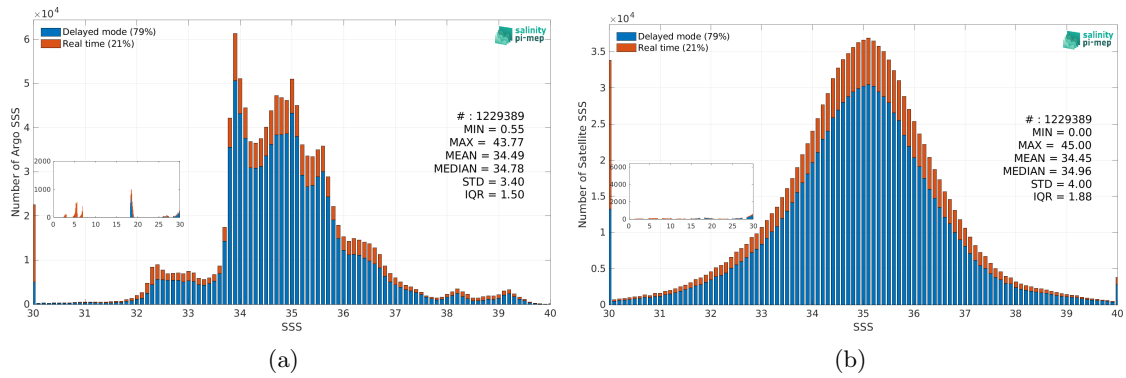 ×10⁴
Delayed mode (79%)
Real time (21%)
salinity
pi-mep
Number of Argo SSS
6
5
4
3
2
1
0
# : 1229389
MIN = 0.55
MAX = 43.77
MEAN = 34.49
MEDIAN = 34.78
STD = 3.40
IQR = 1.50
2000
1000
0
0 5 10 15 20 25 30
30 31 32 33 34 35 36 37 38 39 40
SSS
(a)
×10⁴
Delayed mode (79%)
Real time (21%)
salinity
pi-mep
Number of Satellite SSS
3.5
3
2.5
2
1.5
1
0.5
0
# : 1229389
MIN = 0.00
MAX = 45.00
MEAN = 34.45
MEDIAN = 34.96
STD = 4.00
IQR = 1.88
6000
4000
2000
0
0 5 10 15 20 25 30
30 31 32 33 34 35 36 37 38 39 40
SSS
(b)